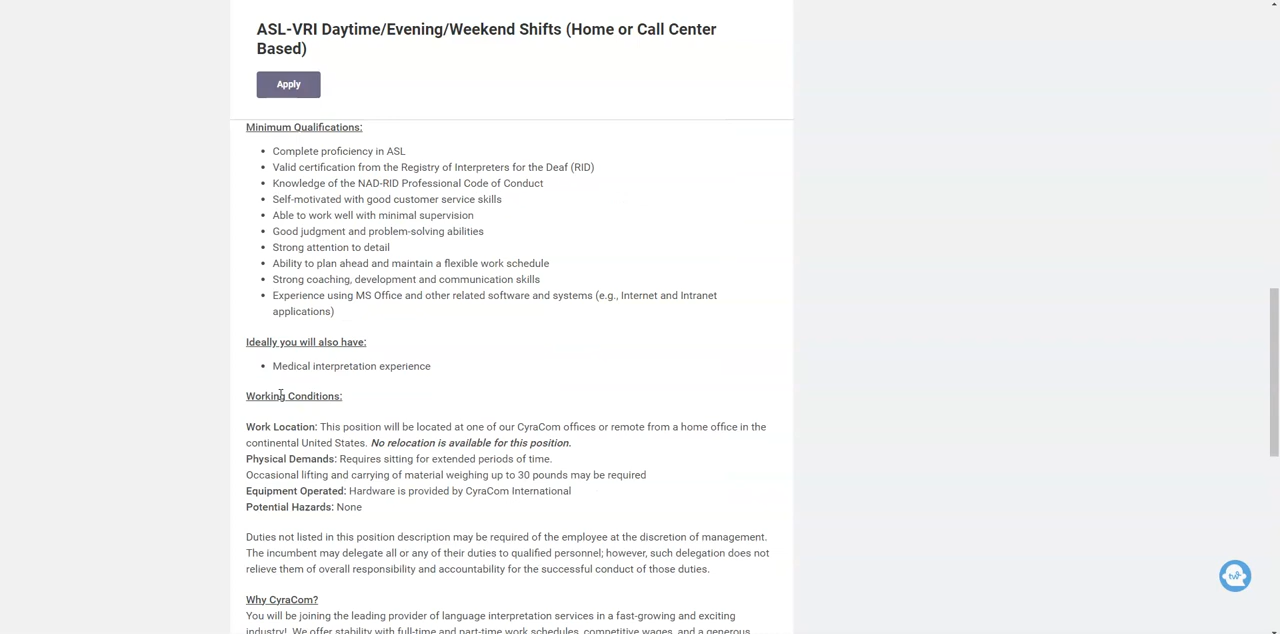 ASL-VRI Daytime/Evening/Weekend Shifts (Home or Call Center
Based)
Apply
Minimum Qualifications:
• Complete proficiency in ASL
• Valid certification from the Registry of Interpreters for the Deaf (RID)
• Knowledge of the NAD-RID Professional Code of Conduct
• Self-motivated with good customer service skills
• Able to work well with minimal supervision
• Good judgment and problem-solving abilities
• Strong attention to detail
• Ability to plan ahead and maintain a flexible work schedule
• Strong coaching, development and communication skills
• Experience using MS Office and other related software and systems (e.g., Internet and Intranet
applications)
Ideally you will also have:
• Medical interpretation experience
Working Conditions:
Work Location: This position will be located at one of our CyraCom offices or remote from a home office in the
continental United States. No relocation is available for this position.
Physical Demands: Requires sitting for extended periods of time.
Occasional lifting and carrying of material weighing up to 30 pounds may be required
Equipment Operated: Hardware is provided by CyraCom International
Potential Hazards: None
Duties not listed in this position description may be required of the employee at the discretion of management.
The incumbent may delegate all or any of their duties to qualified personnel; however, such delegation does not
relieve them of overall responsibility and accountability for the successful conduct of those duties.
Why CyraCom?
You will be joining the leading provider of language interpretation services in a fast-growing and exciting
industry! We offer stability with full-time and part-time work schedules, competitive wages, and a generous